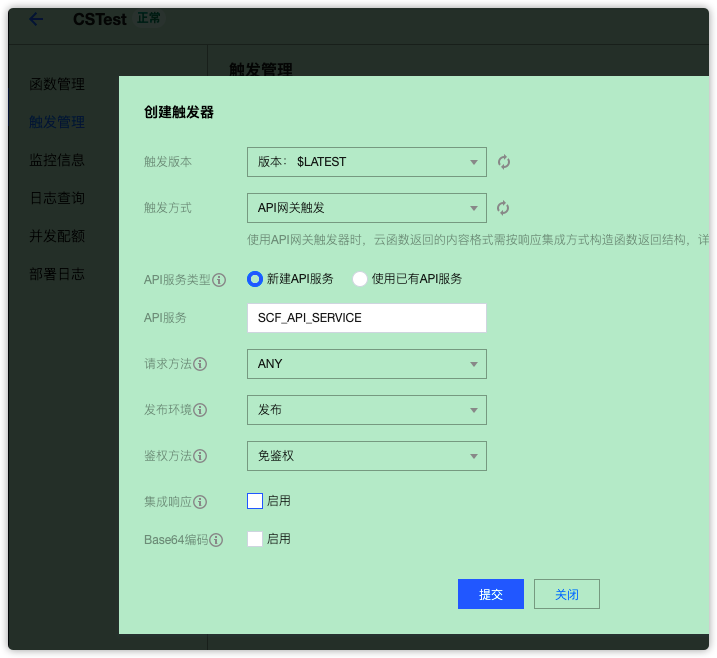 CSTest 正常
函数管理
触发管理
监控信息
日志查询
并发配额
部署日志
触发管理
创建触发器
触发版本 版本： $LATEST
触发方式 API网关触发
使用API网关触发器时，云函数返回的内容格式需按响应集成方式构造函数返回结构，详
API服务类型 新建API服务 使用已有API服务
API服务 SCF_API_SERVICE
请求方法 ANY
发布环境 发布
鉴权方法 免鉴权
集成响应 启用
Base64编码 启用
提交 关闭